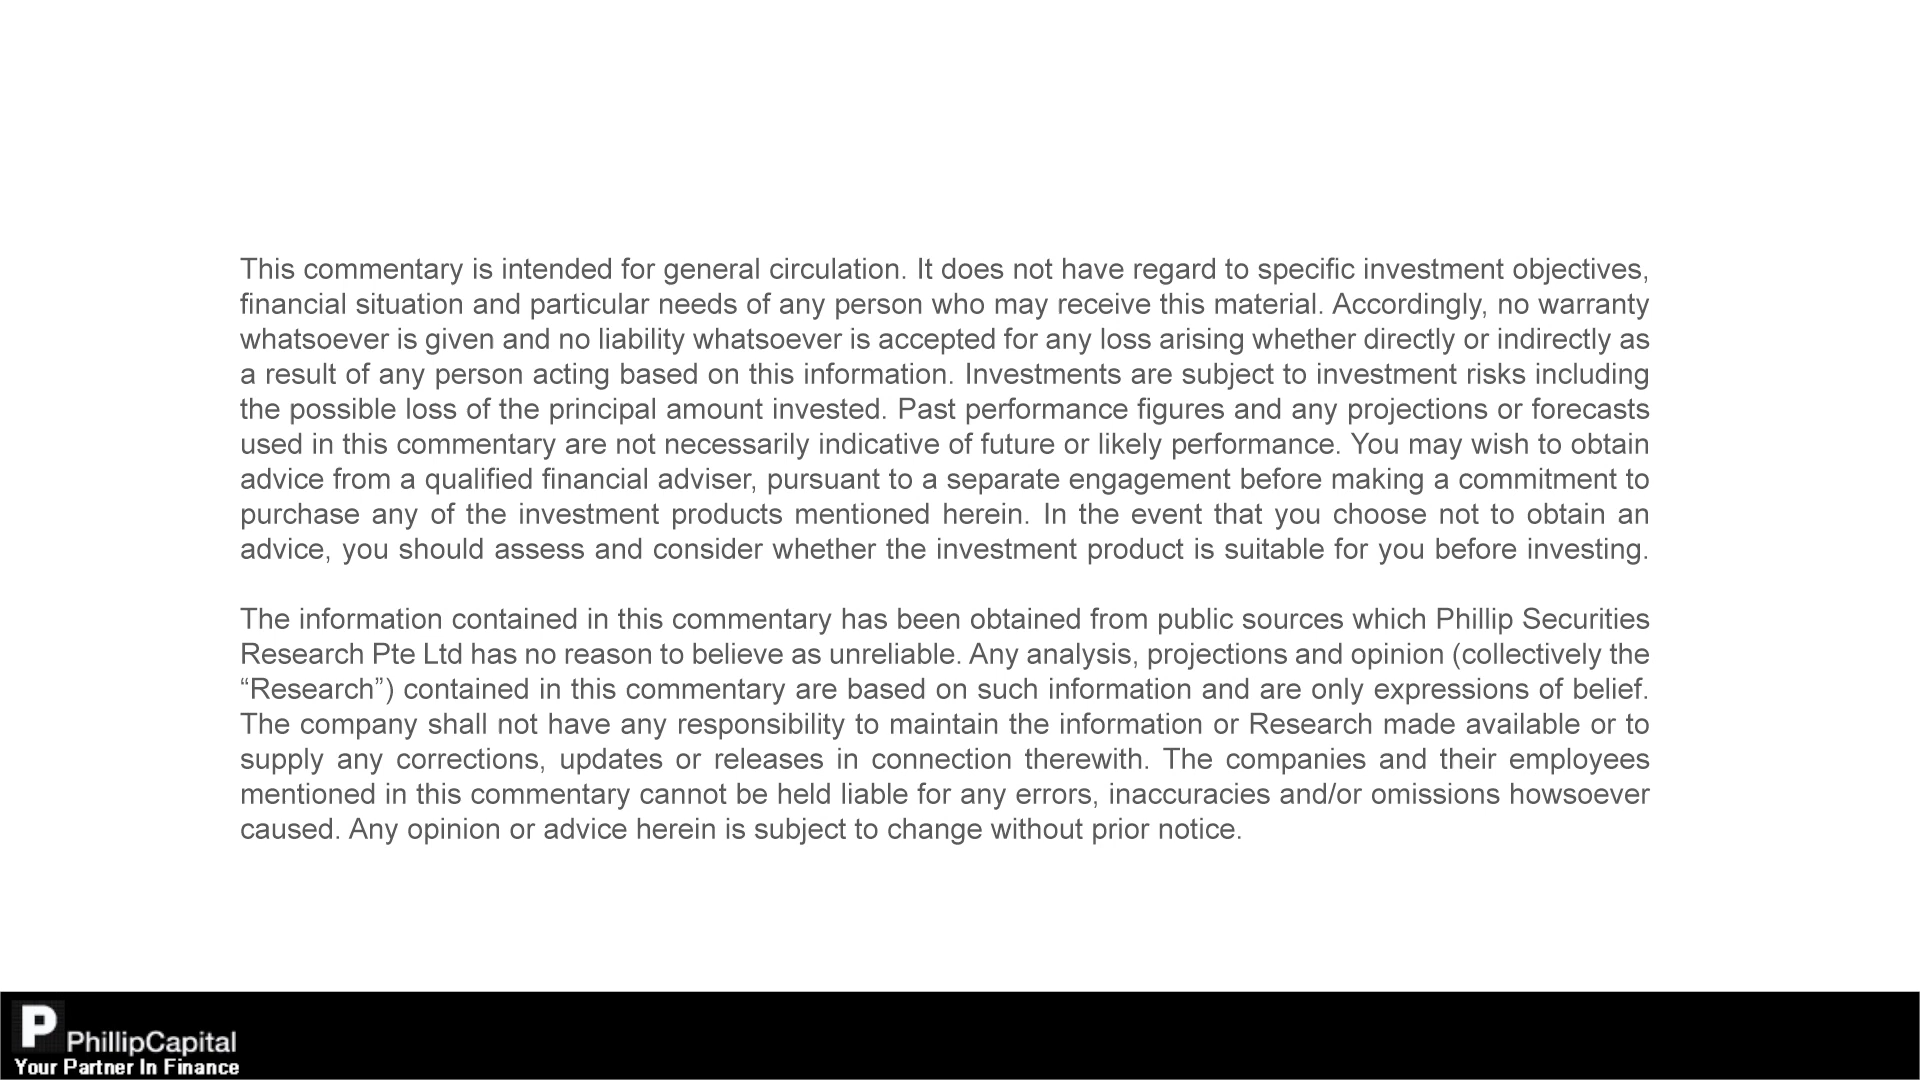 This commentary is intended for general circulation. It does not have regard to specific investment objectives,
financial situation and particular needs of any person who may receive this material. Accordingly, no warranty
whatsoever is given and no liability whatsoever is accepted for any loss arising whether directly or indirectly as
a result of any person acting based on this information. Investments are subject to investment risks including
the possible loss of the principal amount invested. Past performance figures and any projections or forecasts
used in this commentary are not necessarily indicative of future or likely performance. You may wish to obtain
advice from a qualified financial adviser, pursuant to a separate engagement before making a commitment to
purchase any of the investment products mentioned herein. In the event that you choose not to obtain an
advice, you should assess and consider whether the investment product is suitable for you before investing.
The information contained in this commentary has been obtained from public sources which Phillip Securities
Research Pte Ltd has no reason to believe as unreliable. Any analysis, projections and opinion (collectively the
“Research”) contained in this commentary are based on such information and are only expressions of belief.
The company shall not have any responsibility to maintain the information or Research made available or to
supply any corrections, updates or releases in connection therewith. The companies and their employees
mentioned in this commentary cannot be held liable for any errors, inaccuracies and/or omissions howsoever
caused. Any opinion or advice herein is subject to change without prior notice.
P PhillipCapital
Your Partner In Finance